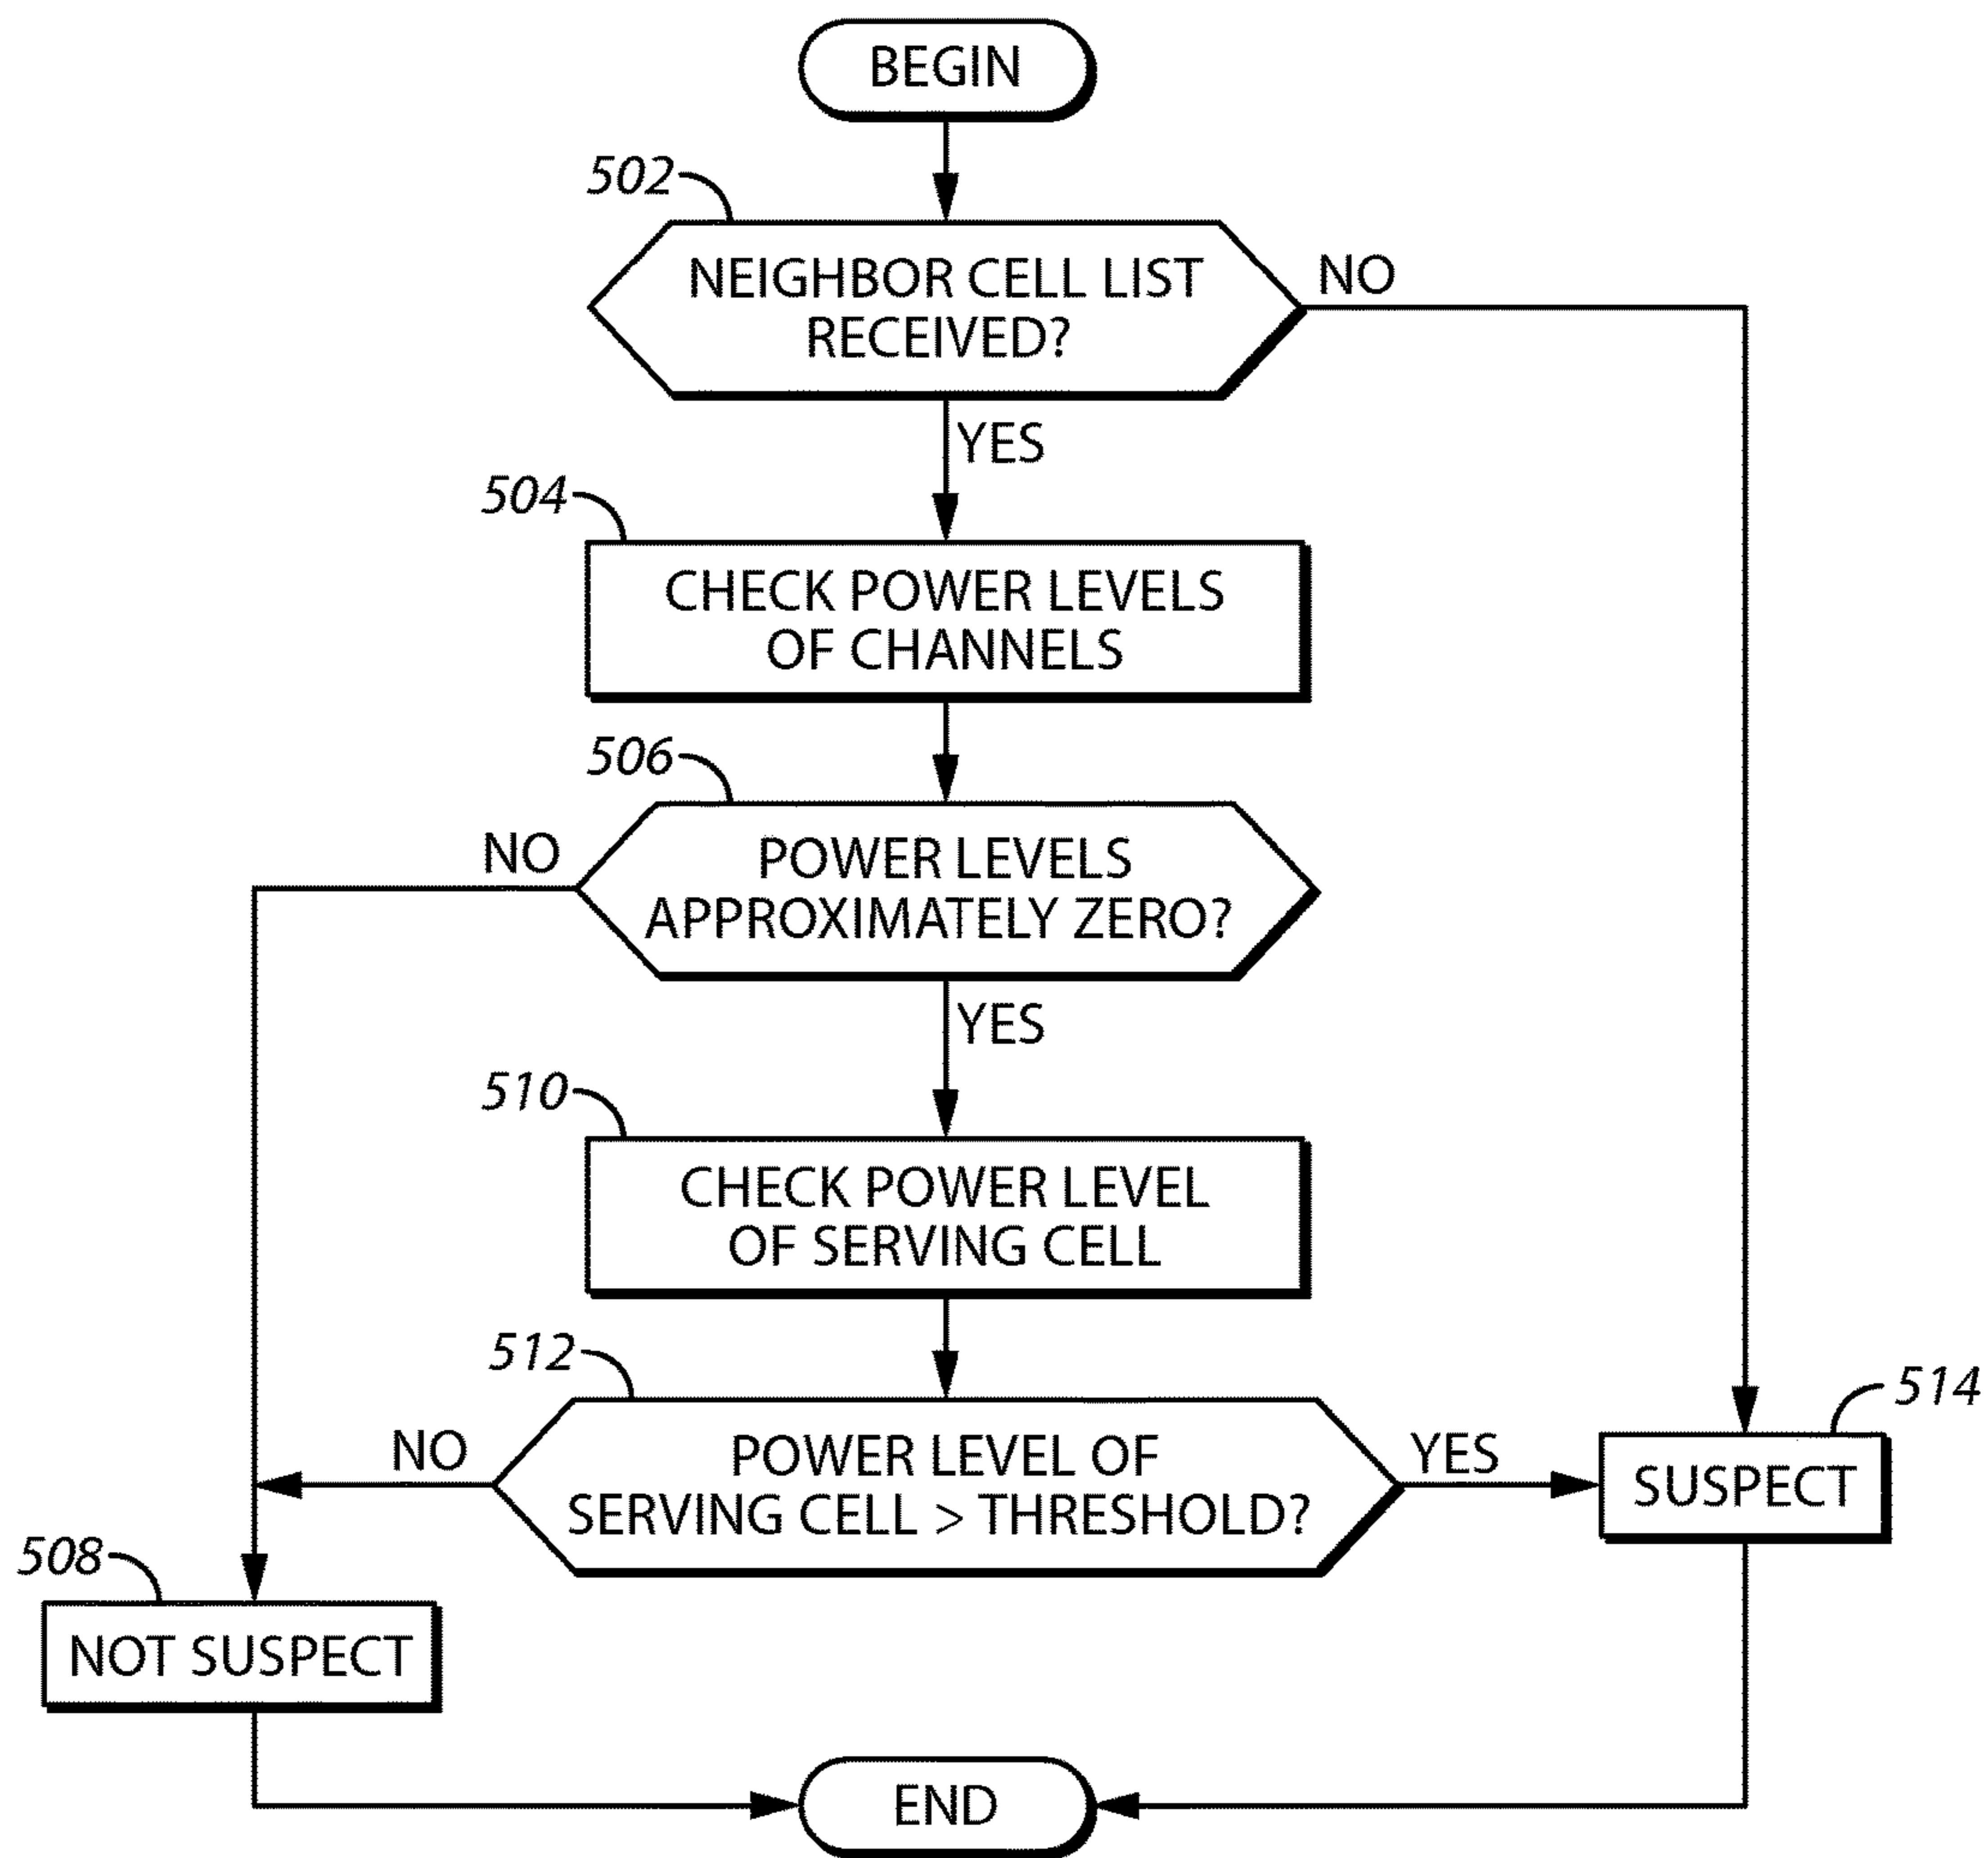 BEGIN
502
NEIGHBOR CELL LIST
RECEIVED?
NO
YES
504
CHECK POWER LEVELS
OF CHANNELS
506
NO
POWER LEVELS
APPROXIMATELY ZERO?
YES
510
CHECK POWER LEVEL
OF SERVING CELL
512
NO
POWER LEVEL OF
SERVING CELL > THRESHOLD?
YES
514
SUSPECT
508
NOT SUSPECT
END